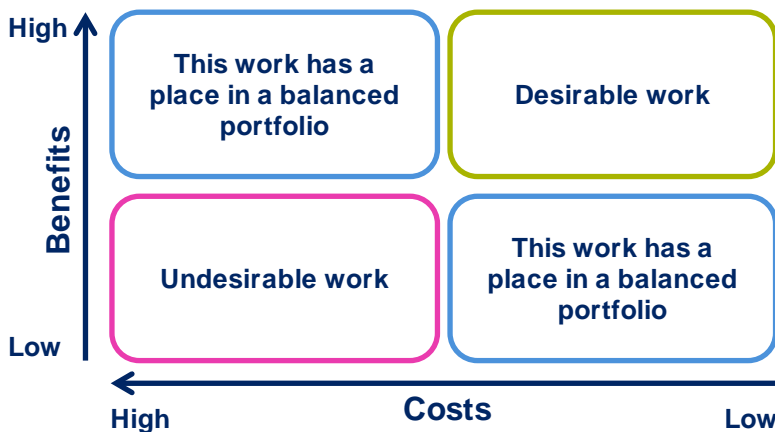 High
This work has a
place in a balanced
portfolio
Desirable work
Benefits
Undesirable work
This work has a
place in a balanced
portfolio
Low
High
Costs
Low